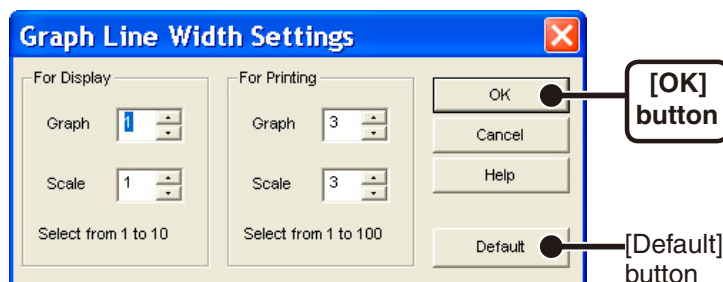 Graph Line Width Settings
For Display
Graph 1
Scale 1
Select from 1 to 10
For Printing
Graph 3
Scale 3
Select from 1 to 100
OK
Cancel
Help
Default
[OK]
button
[Default]
button